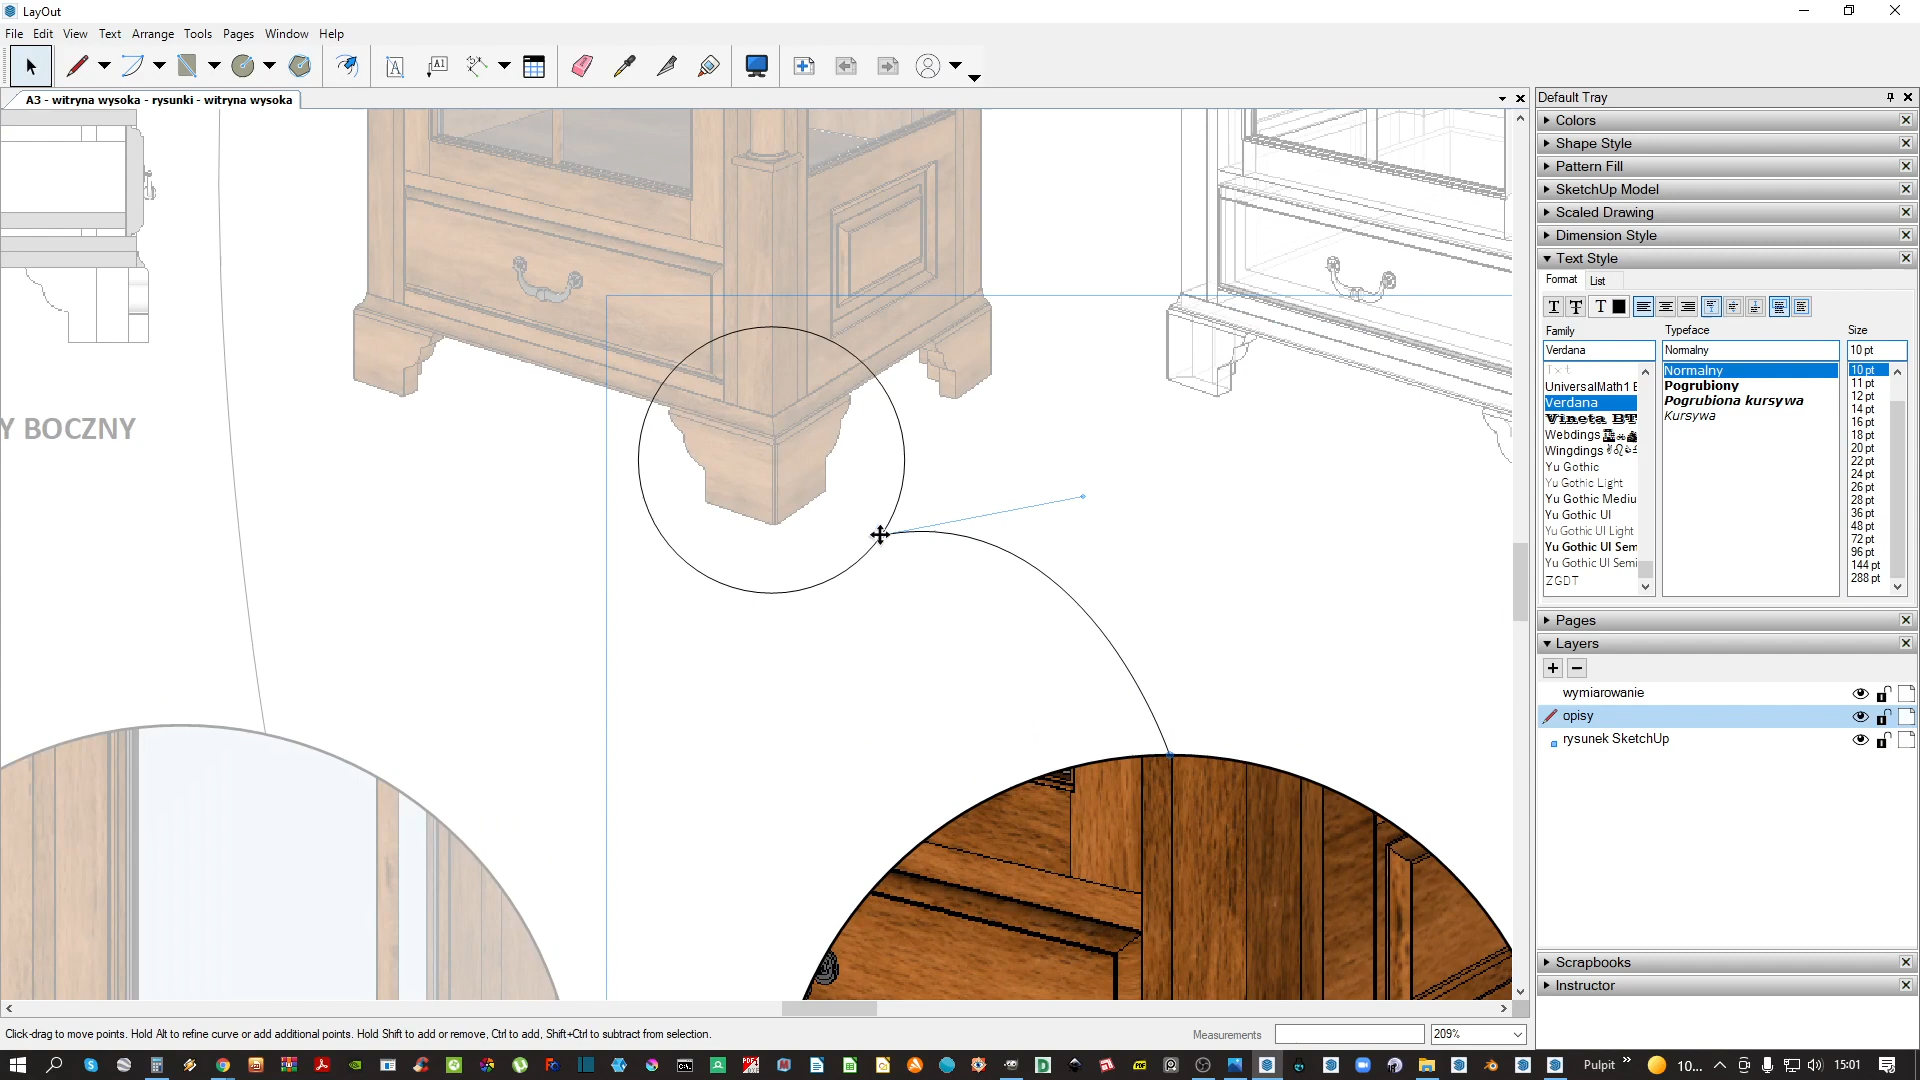 LayOut
File Edit View Text Arrange Tools Pages Window Help
A3 - witryna wysoka - rysunki - witryna wysoka
Default Tray
Colors
Shape Style
Pattern Fill
SketchUp Model
Scaled Drawing
Dimension Style
Text Style
Format List
Family Typeface Size
Verdana Normalny 10 pt
Txt
UniversalMath1 E
Verdana
Vineta BT
Webdings
Wingdings
Yu Gothic
Yu Gothic Light
Yu Gothic Mediu
Yu Gothic UI
Yu Gothic UI Light
Yu Gothic UI Sem
Yu Gothic UI Semi
ZGDT
Normalny
Pogrubiony
Pogrubiona kursywa
Kursywa
10 pt
11 pt
12 pt
14 pt
16 pt
18 pt
20 pt
22 pt
24 pt
26 pt
28 pt
36 pt
48 pt
72 pt
96 pt
144 pt
288 pt
Y BOCZNY
Pages
Layers
wymiarowanie
opisy
rysunek SketchUp
Scrapbooks
Instructor
Click-drag to move points. Hold Alt to refine curve or add additional points. Hold Shift to add or remove, Ctrl to add, Shift+Ctrl to subtract from selection.
Measurements
209%
Pulpit
10...
15:01